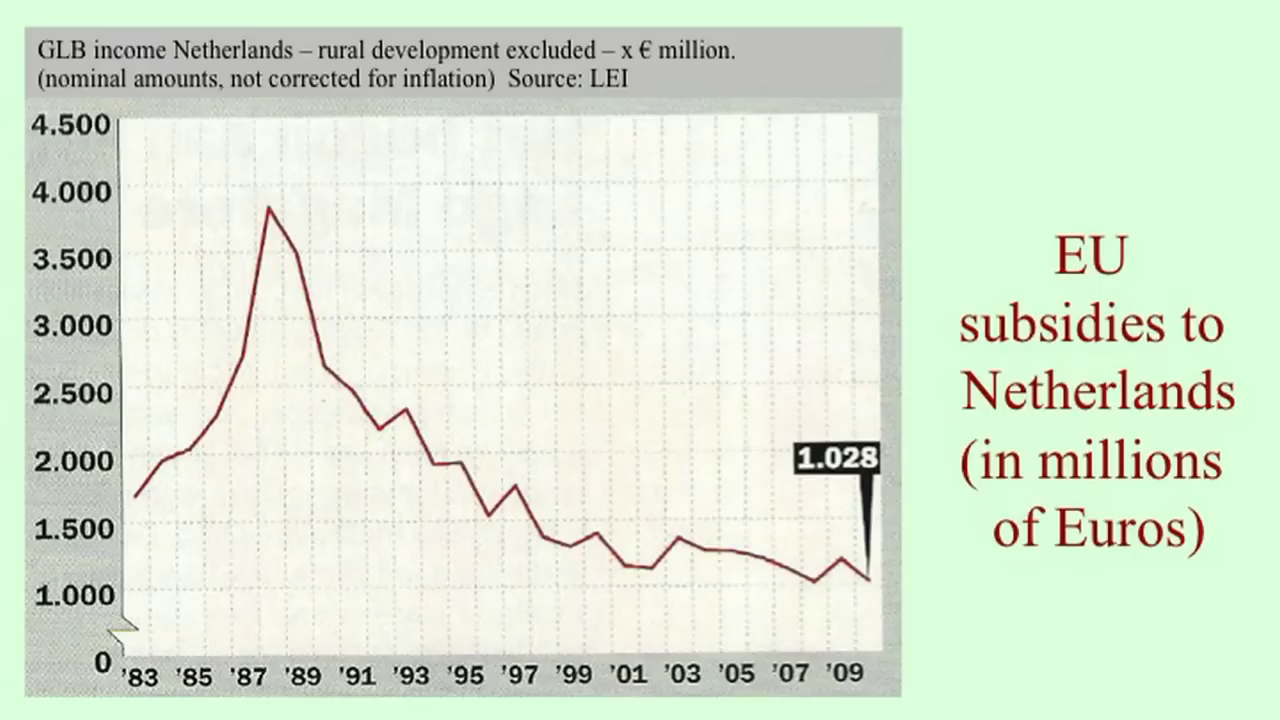 GLB income Netherlands – rural development excluded – x € million.
(nominal amounts, not corrected for inflation) Source: LEI
4.500
4.000
3.500
3.000
2.500
2.000
1.500
1.000
0
1.028
'83 '85 '87 '89 '91 '93 '95 '97 '99 '01 '03 '05 '07 '09
EU
subsidies to
Netherlands
(in millions
of Euros)